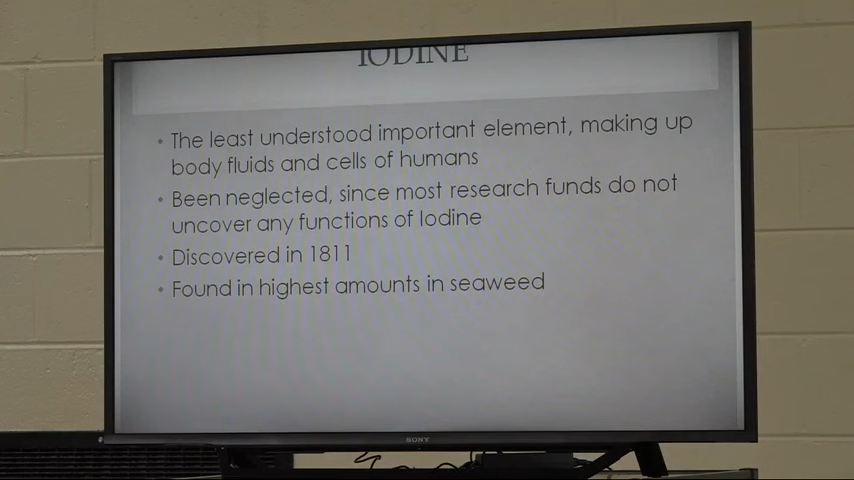 IODINE
• The least understood important element, making up
body fluids and cells of humans
• Been neglected, since most research funds do not
uncover any functions of Iodine
• Discovered in 1811
• Found in highest amounts in seaweed
SONY